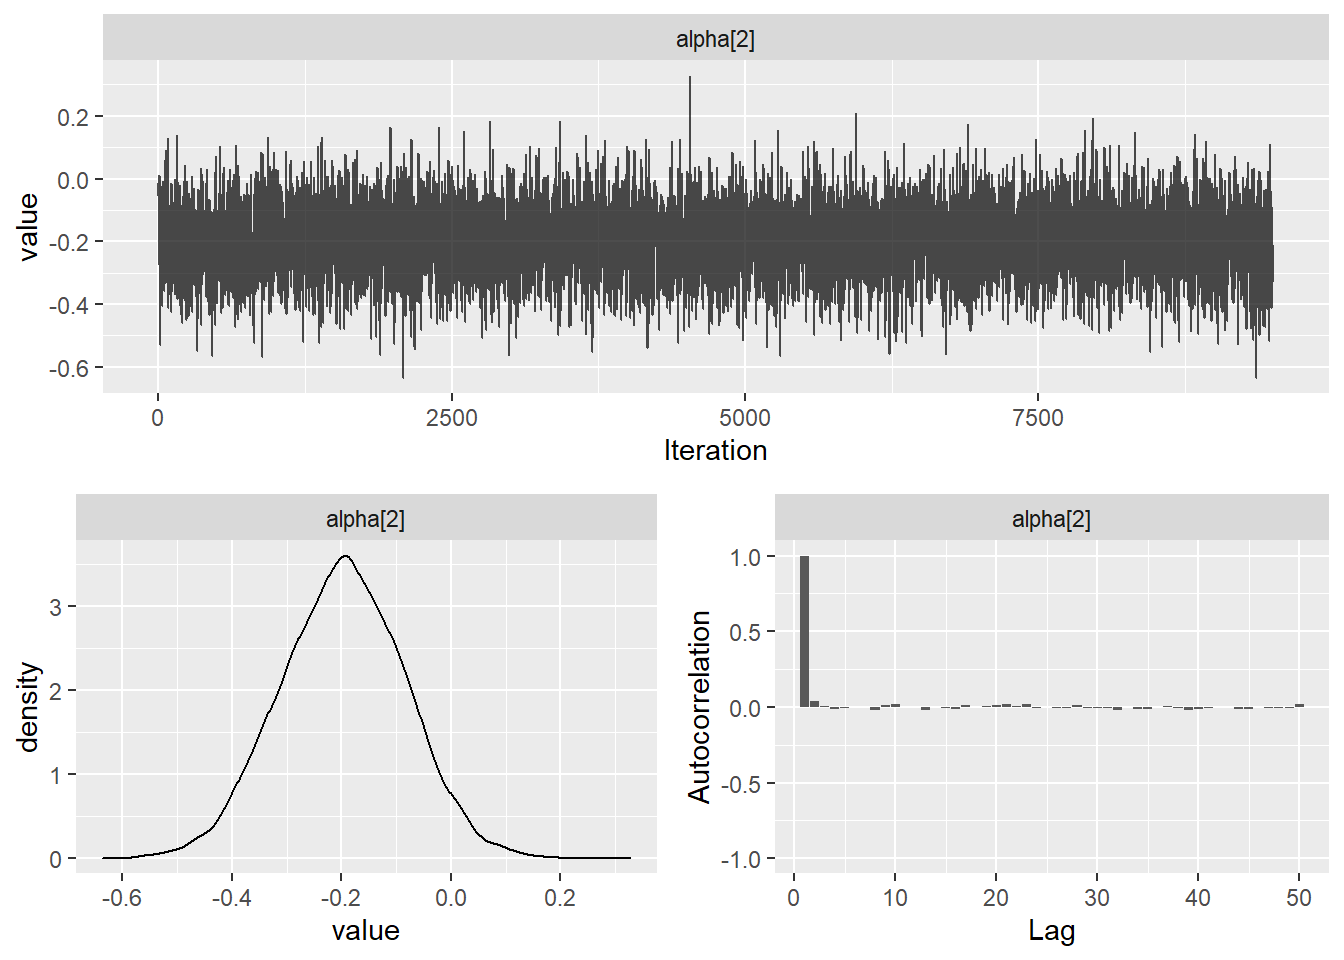 alpha[2]
value
0.2
0.0
-0.2
-0.4
-0.6
0 2500 5000 7500
Iteration
alpha[2]
density
3
2
1
0
-0.6 -0.4 -0.2 0.0 0.2
value
alpha[2]
Autocorrelation
1.0
0.5
0.0
-0.5
-1.0
0 10 20 30 40 50
Lag